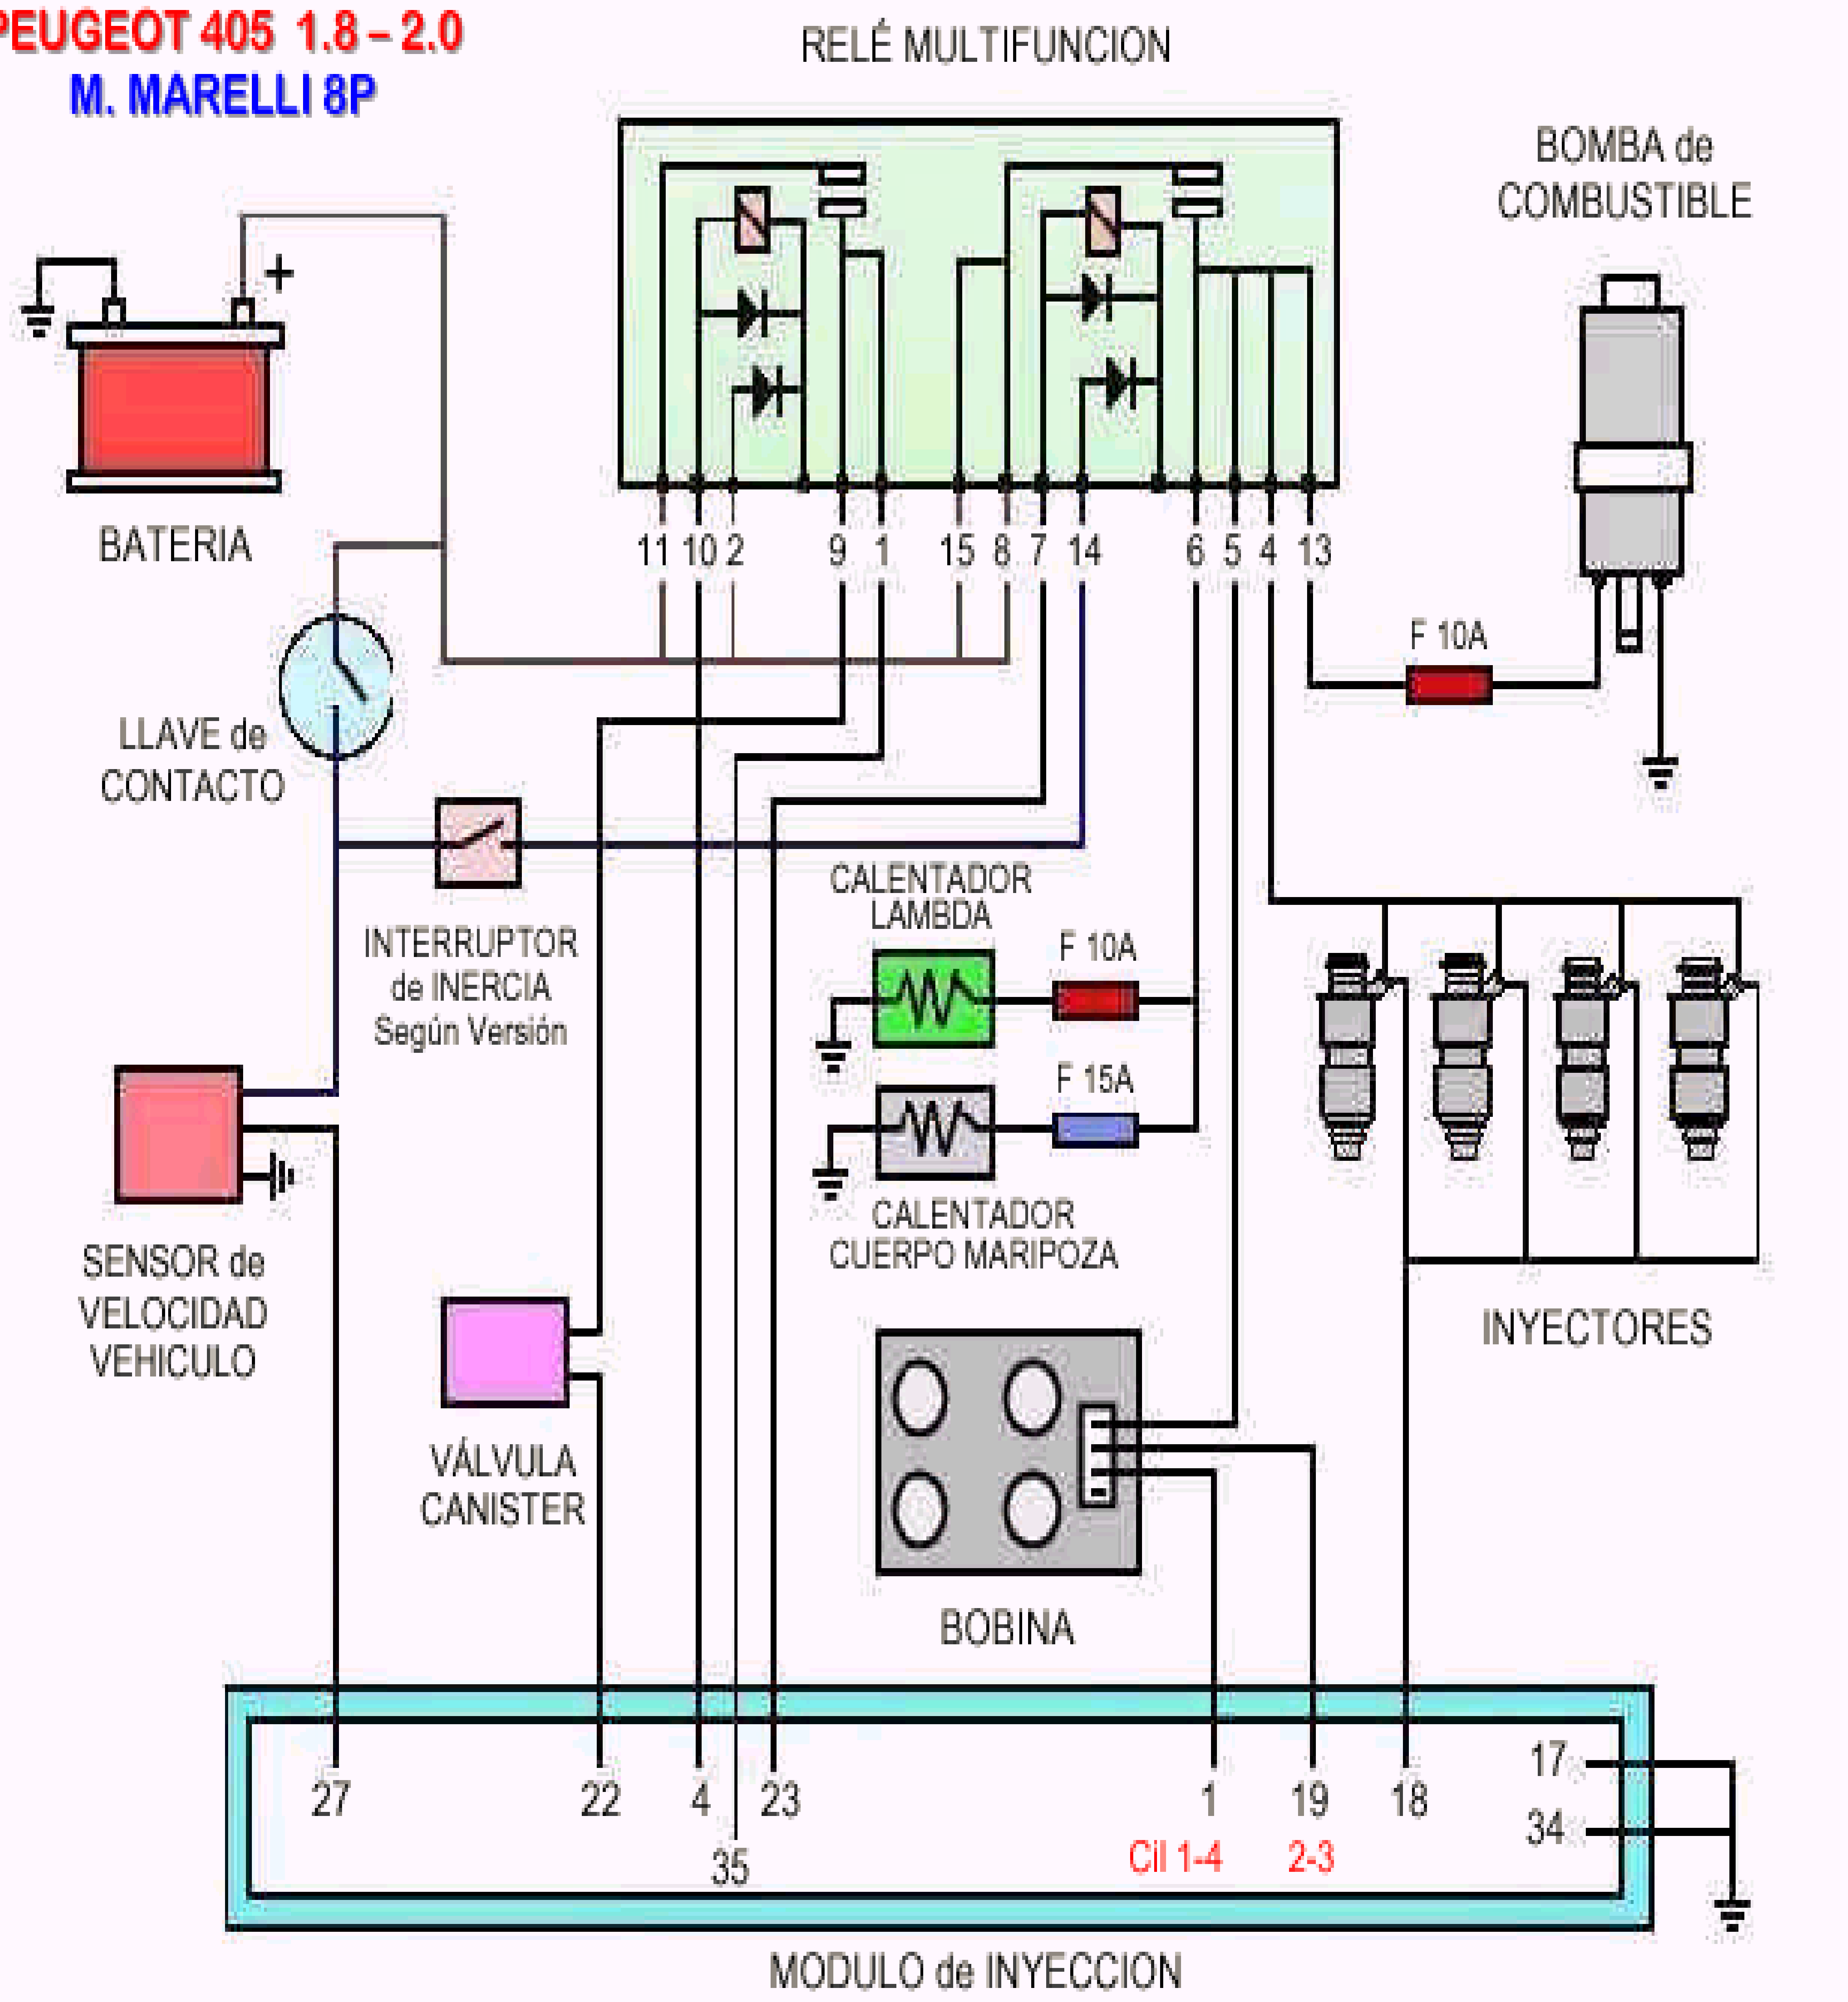 PEUGEOT 405 1.8 – 2.0
M. MARELLI 8P
RELÉ MULTIFUNCION
BOMBA de
COMBUSTIBLE
+
BATERIA
11 10 2 9 1 15 8 7 14 6 5 4 13
F 10A
LLAVE de
CONTACTO
INTERRUPTOR
de INERCIA
Según Versión
CALENTADOR
LAMBDA
F 10A
F 15A
CALENTADOR
CUERPO MARIPOZA
SENSOR de
VELOCIDAD
VEHICULO
VÁLVULA
CANISTER
INYECTORES
BOBINA
27 22 4 23 1 19 18 17
34
35
Cil 1-4 2-3
MODULO de INYECCION